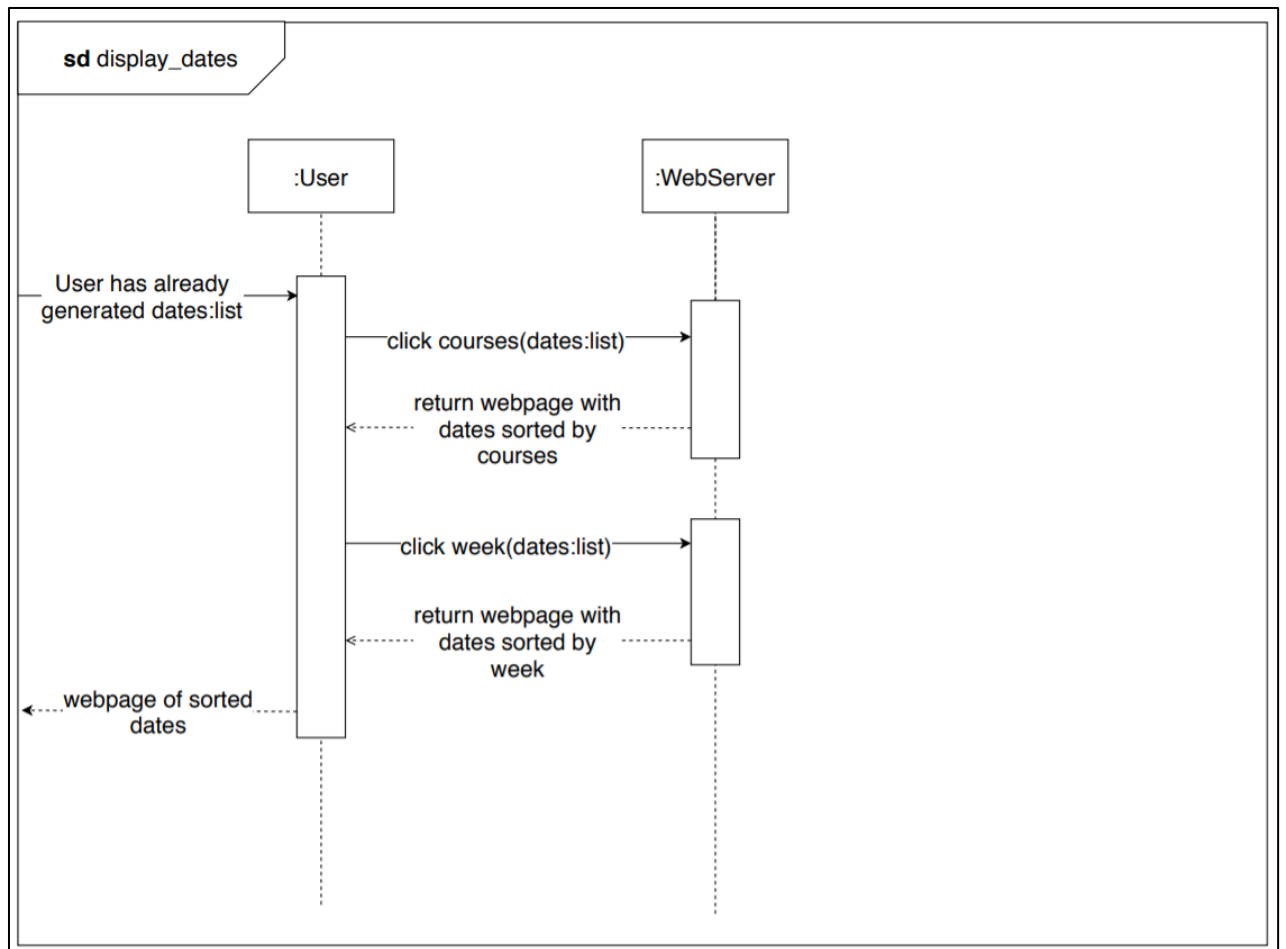 sd display_dates
:User
:WebServer
User has already
generated dates:list
click courses(dates:list)
return webpage with
dates sorted by
courses
click week(dates:list)
return webpage with
dates sorted by
week
webpage of sorted
dates